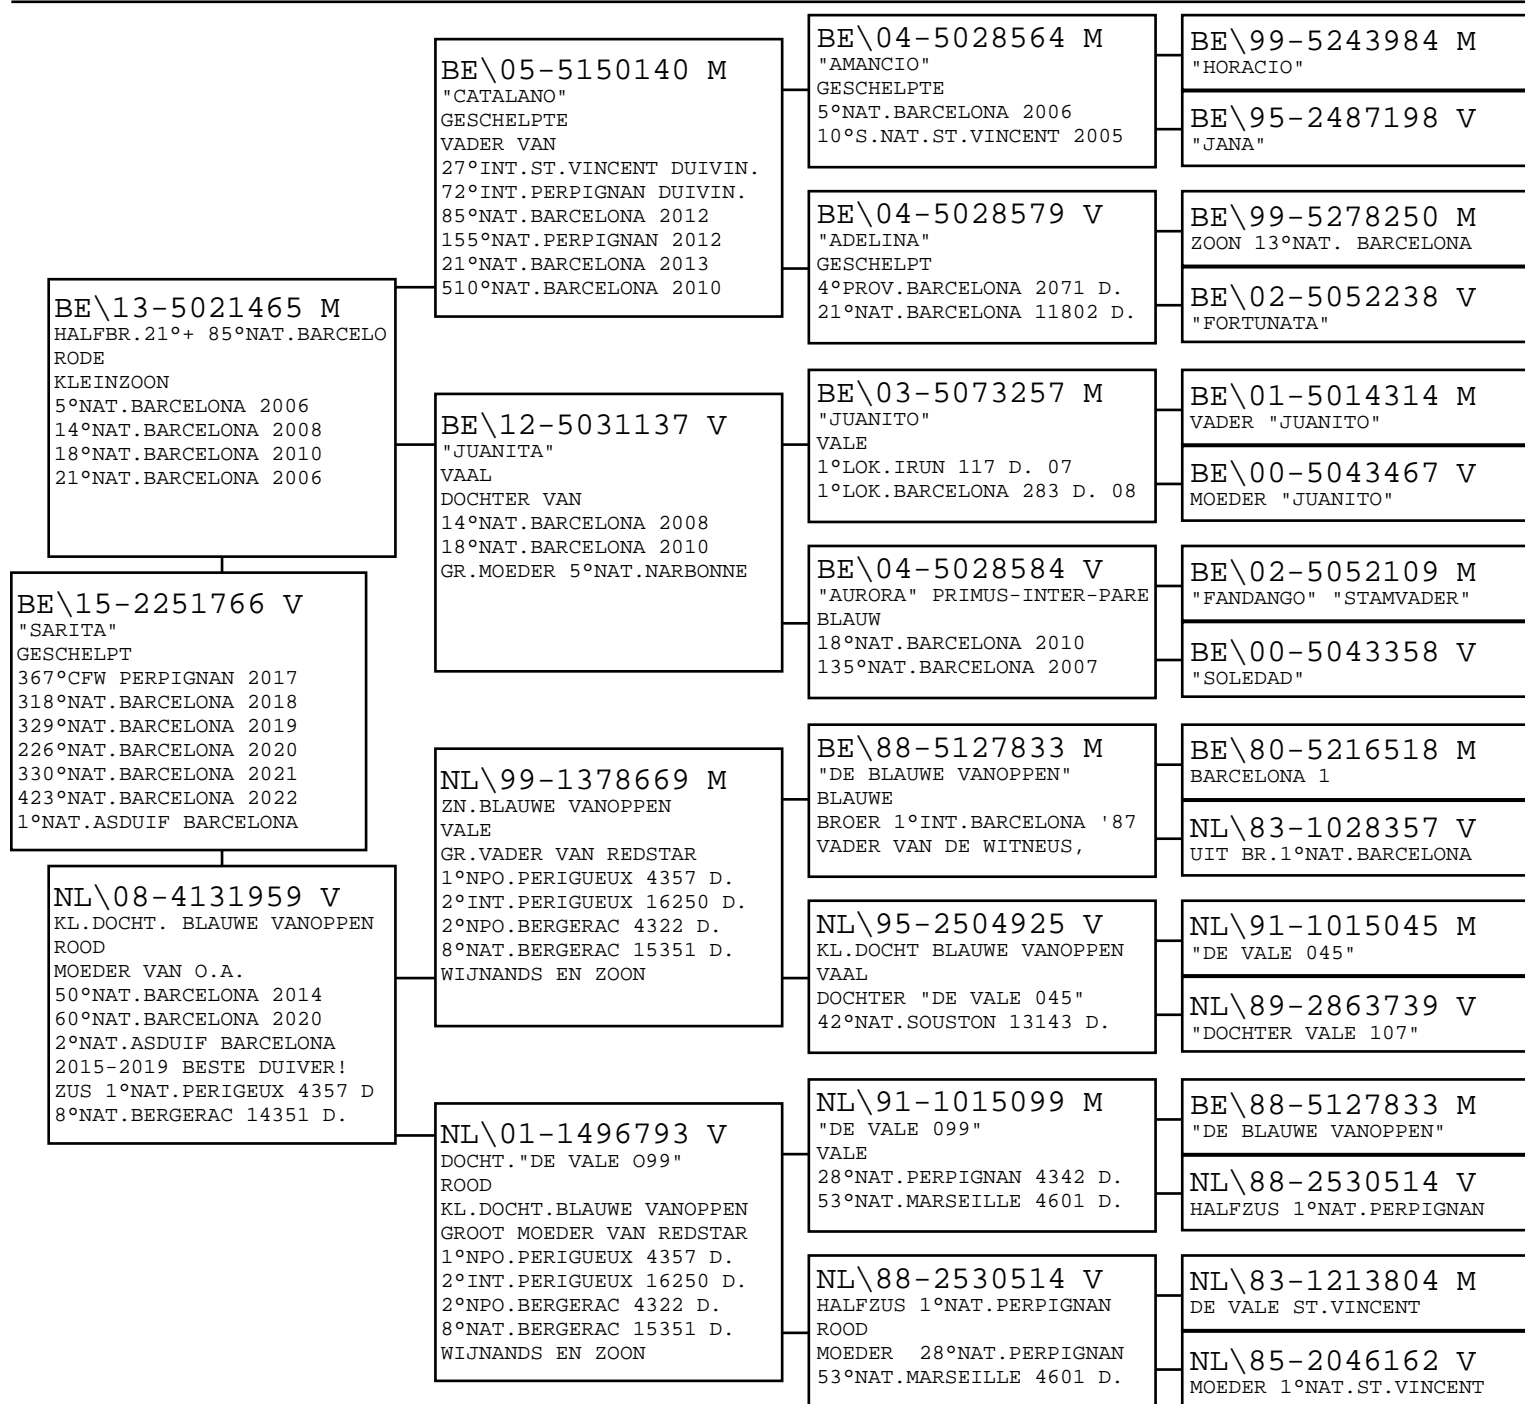 BE\15-2251766 V
"SARITA"
GESCHELPT
367°CFW PERPIGNAN 2017
318°NAT.BARCELONA 2018
329°NAT.BARCELONA 2019
226°NAT.BARCELONA 2020
330°NAT.BARCELONA 2021
423°NAT.BARCELONA 2022
1°NAT.ASDUIF BARCELONA
BE\13-5021465 M
HALFBR.21°+ 85°NAT.BARCELO
RODE
KLEINZOON
5°NAT.BARCELONA 2006
14°NAT.BARCELONA 2008
18°NAT.BARCELONA 2010
21°NAT.BARCELONA 2006
NL\08-4131959 V
KL.DOCHT. BLAUWE VANOPPEN
ROOD
MOEDER VAN O.A.
50°NAT.BARCELONA 2014
60°NAT.BARCELONA 2020
2°NAT.ASDUIF BARCELONA
2015-2019 BESTE DUIVER!
ZUS 1°NAT.PERIGEUX 4357 D
8°NAT.BERGERAC 14351 D.
BE\05-5150140 M
"CATALANO"
GESCHELPTE
VADER VAN
27°INT.ST.VINCENT DUIVIN.
72°INT.PERPIGNAN DUIVIN.
85°NAT.BARCELONA 2012
155°NAT.PERPIGNAN 2012
21°NAT.BARCELONA 2013
510°NAT.BARCELONA 2010
BE\12-5031137 V
"JUANITA"
VAAL
DOCHTER VAN
14°NAT.BARCELONA 2008
18°NAT.BARCELONA 2010
GR.MOEDER 5°NAT.NARBONNE
NL\99-1378669 M
ZN.BLAUWE VANOPPEN
VALE
GR.VADER VAN REDSTAR
1°NPO.PERIGUEUX 4357 D.
2°INT.PERIGUEUX 16250 D.
2°NPO.BERGERAC 4322 D.
8°NAT.BERGERAC 15351 D.
WIJNANDS EN ZOON
NL\01-1496793 V
DOCHT."DE VALE O99"
ROOD
KL.DOCHT.BLAUWE VANOPPEN
GROOT MOEDER VAN REDSTAR
1°NPO.PERIGUEUX 4357 D.
2°INT.PERIGUEUX 16250 D.
2°NPO.BERGERAC 4322 D.
8°NAT.BERGERAC 15351 D.
WIJNANDS EN ZOON
BE\04-5028564 M
"AMANCIO"
GESCHELPTE
5°NAT.BARCELONA 2006
10°S.NAT.ST.VINCENT 2005
BE\04-5028579 V
"ADELINA"
GESCHELPT
4°PROV.BARCELONA 2071 D.
21°NAT.BARCELONA 11802 D.
BE\03-5073257 M
"JUANITO"
VALE
1°LOK.IRUN 117 D. 07
1°LOK.BARCELONA 283 D. 08
BE\04-5028584 V
"AURORA" PRIMUS-INTER-PARE
BLAUW
18°NAT.BARCELONA 2010
135°NAT.BARCELONA 2007
BE\88-5127833 M
"DE BLAUWE VANOPPEN"
BLAUWE
BROER 1°INT.BARCELONA '87
VADER VAN DE WITNEUS,
NL\95-2504925 V
KL.DOCHT BLAUWE VANOPPEN
VAAL
DOCHTER "DE VALE 045"
42°NAT.SOUSTON 13143 D.
NL\91-1015099 M
"DE VALE 099"
VALE
28°NAT.PERPIGNAN 4342 D.
53°NAT.MARSEILLE 4601 D.
NL\88-2530514 V
HALFZUS 1°NAT.PERPIGNAN
ROOD
MOEDER  28°NAT.PERPIGNAN
53°NAT.MARSEILLE 4601 D.
BE\99-5243984 M
"HORACIO"
BE\95-2487198 V
"JANA"
BE\99-5278250 M
ZOON 13°NAT. BARCELONA
BE\02-5052238 V
"FORTUNATA"
BE\01-5014314 M
VADER "JUANITO"
BE\00-5043467 V
MOEDER "JUANITO"
BE\02-5052109 M
"FANDANGO" "STAMVADER"
BE\00-5043358 V
"SOLEDAD"
BE\80-5216518 M
BARCELONA 1
NL\83-1028357 V
UIT BR.1°NAT.BARCELONA
NL\91-1015045 M
"DE VALE 045"
NL\89-2863739 V
"DOCHTER VALE 107"
BE\88-5127833 M
"DE BLAUWE VANOPPEN"
NL\88-2530514 V
HALFZUS 1°NAT.PERPIGNAN
NL\83-1213804 M
DE VALE ST.VINCENT
NL\85-2046162 V
MOEDER 1°NAT.ST.VINCENT